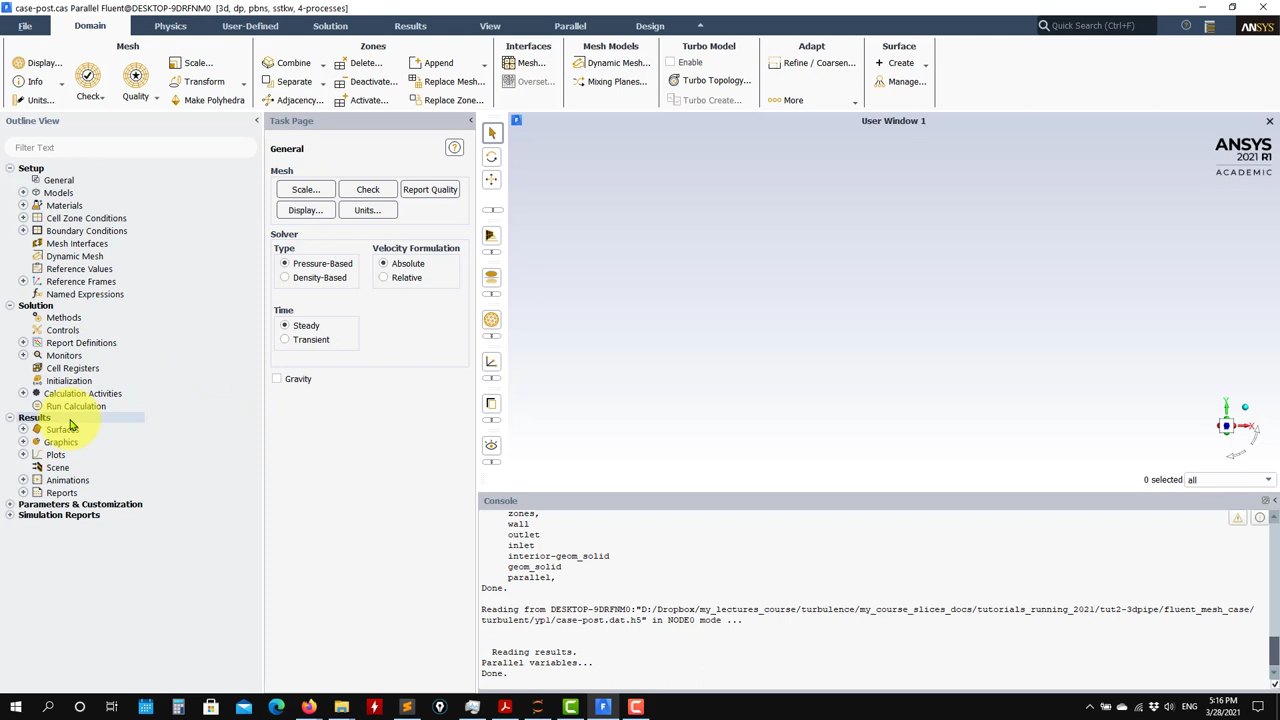 case-post.cas Parallel Fluent@DESKTOP-9DRFNM0 [3d, dp, pbns, sstkw, 4-processes]
File Domain Physics User-Defined Solution Results View Parallel Design Quick Search (Ctrl+F) ANSYS
Mesh Zones Interfaces Mesh Models Turbo Model Adapt Surface
Display... Scale... Combine Delete... Append Mesh... Dynamic Mesh... Enable Refine / Coarsen... Create
Info Transform Separate Deactivate... Replace Mesh... Overset... Mixing Planes... Turbo Topology... Manage...
Units... Check Quality Make Polyhedra Adjacency... Activate... Replace Zone... Turbo Create... More
Outline View
Filter Text
Setup
General
Models
Materials
Cell Zone Conditions
Boundary Conditions
Mesh Interfaces
Dynamic Mesh
Reference Values
Reference Frames
Named Expressions
Solution
Methods
Controls
Report Definitions
Monitors
Cell Registers
Initialization
Calculation Activities
Run Calculation
Results
Surfaces
Graphics
Plots
Scene
Animations
Reports
Parameters & Customization
Simulation Reports
Task Page
General
Mesh
Scale... Check Report Quality
Display... Units...
Solver
Type Velocity Formulation
Pressure-Based Absolute
Density-Based Relative
Time
Steady
Transient
Gravity
User Window 1
ANSYS
2021 R1
ACADEMIC
Y
X
0 selected all
Console
zones,
wall
outlet
inlet
interior-geom_solid
geom_solid
parallel,
Done.
Reading from DESKTOP-9DRFNM0:"D:/Dropbox/my_lectures_course/turbulence/my_course_slices_docs/tutorials_running_2021/tut2-3dpipe/fluent_mesh_case/
turbulent/yp1/case-post.dat.h5" in NODE0 mode ...
Reading results.
Parallel variables...
Done.
ENG 5:16 PM
3/28/2021